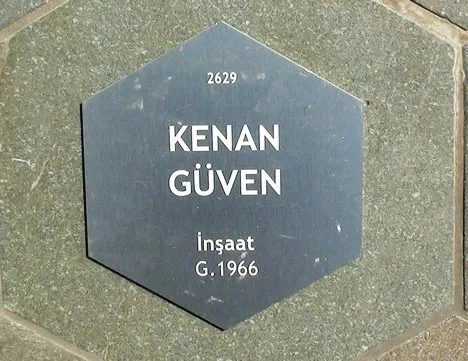 2629
KENAN
GÜVEN
İnşaat
G.1966